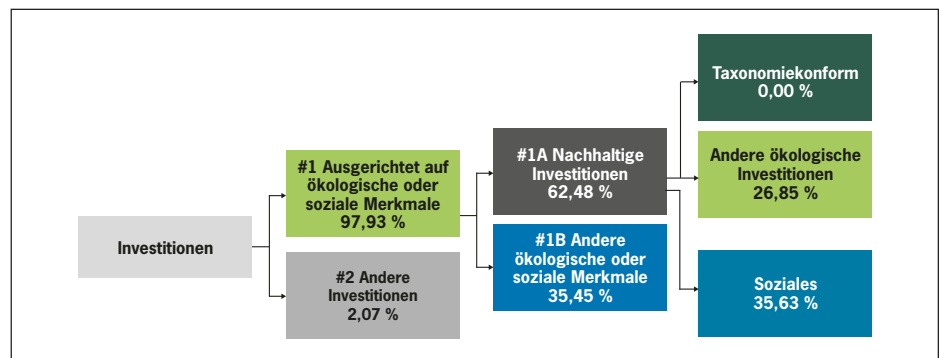 Investitionen
#1 Ausgerichtet auf
ökologische oder
soziale Merkmale
97,93 %
#2 Andere
Investitionen
2,07 %
#1A Nachhaltige
Investitionen
62,48 %
#1B Andere
ökologische oder
soziale Merkmale
35,45 %
Taxonomiekonform
0,00 %
Andere ökologische
Investitionen
26,85 %
Soziales
35,63 %